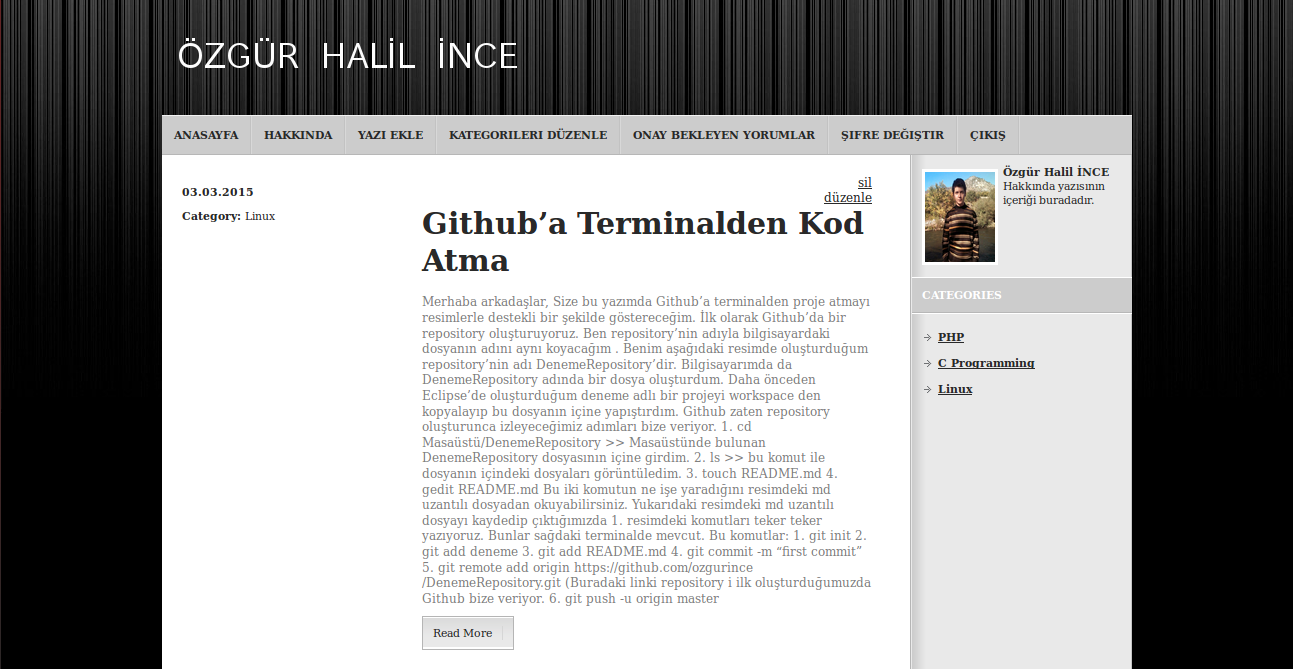 ÖZGÜR HALİL İNCE
ANASAYFA
HAKKINDA
YAZI EKLE
KATEGORILERI DÜZENLE
ONAY BEKLEYEN YORUMLAR
ŞIFRE DEĞIŞTIR
ÇIKIŞ
03.03.2015
Category: Linux
sil
düzenle
Github’a Terminalden Kod
Atma
Merhaba arkadaşlar, Size bu yazımda Github’a terminalden proje atmayı
resimlerle destekli bir şekilde göstereceğim. İlk olarak Github’da bir
repository oluşturuyoruz. Ben repository’nin adıyla bilgisayardaki
dosyanın adını aynı koyacağım . Benim aşağıdaki resimde oluşturduğum
repository’nin adı DenemeRepository’dir. Bilgisayarımda da
DenemeRepository adında bir dosya oluşturdum. Daha önceden
Eclipse’de oluşturduğum deneme adlı bir projeyi workspace den
kopyalayıp bu dosyanın içine yapıştırdım. Github zaten repository
oluşturunca izleyeceğimiz adımları bize veriyor. 1. cd
Masaüstü/DenemeRepository >> Masaüstünde bulunan
DenemeRepository dosyasının içine girdim. 2. ls >> bu komut ile
dosyanın içindeki dosyaları görüntüledim. 3. touch README.md 4.
gedit README.md Bu iki komutun ne işe yaradığını resimdeki md
uzantılı dosyadan okuyabilirsiniz. Yukarıdaki resimdeki md uzantılı
dosyayı kaydedip çıktığımızda 1. resimdeki komutları teker teker
yazıyoruz. Bunlar sağdaki terminalde mevcut. Bu komutlar: 1. git init 2.
git add deneme 3. git add README.md 4. git commit -m “first commit”
5. git remote add origin https://github.com/ozgurince
/DenemeRepository.git (Buradaki linki repository i ilk oluşturduğumuzda
Github bize veriyor. 6. git push -u origin master
Read More
Özgür Halil İNCE
Hakkında yazısının
içeriği buradadır.
CATEGORIES
PHP
C Programming
Linux